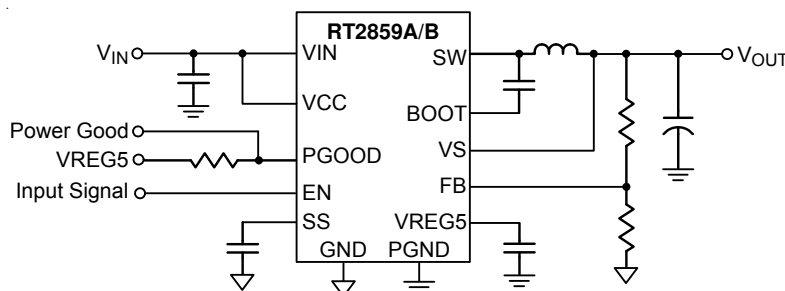 RT2859A/B
VIN
VIN
SW
VOUT
VCC
BOOT
Power Good
VREG5
PGOOD
VS
Input Signal
EN
FB
SS
VREG5
GND
PGND